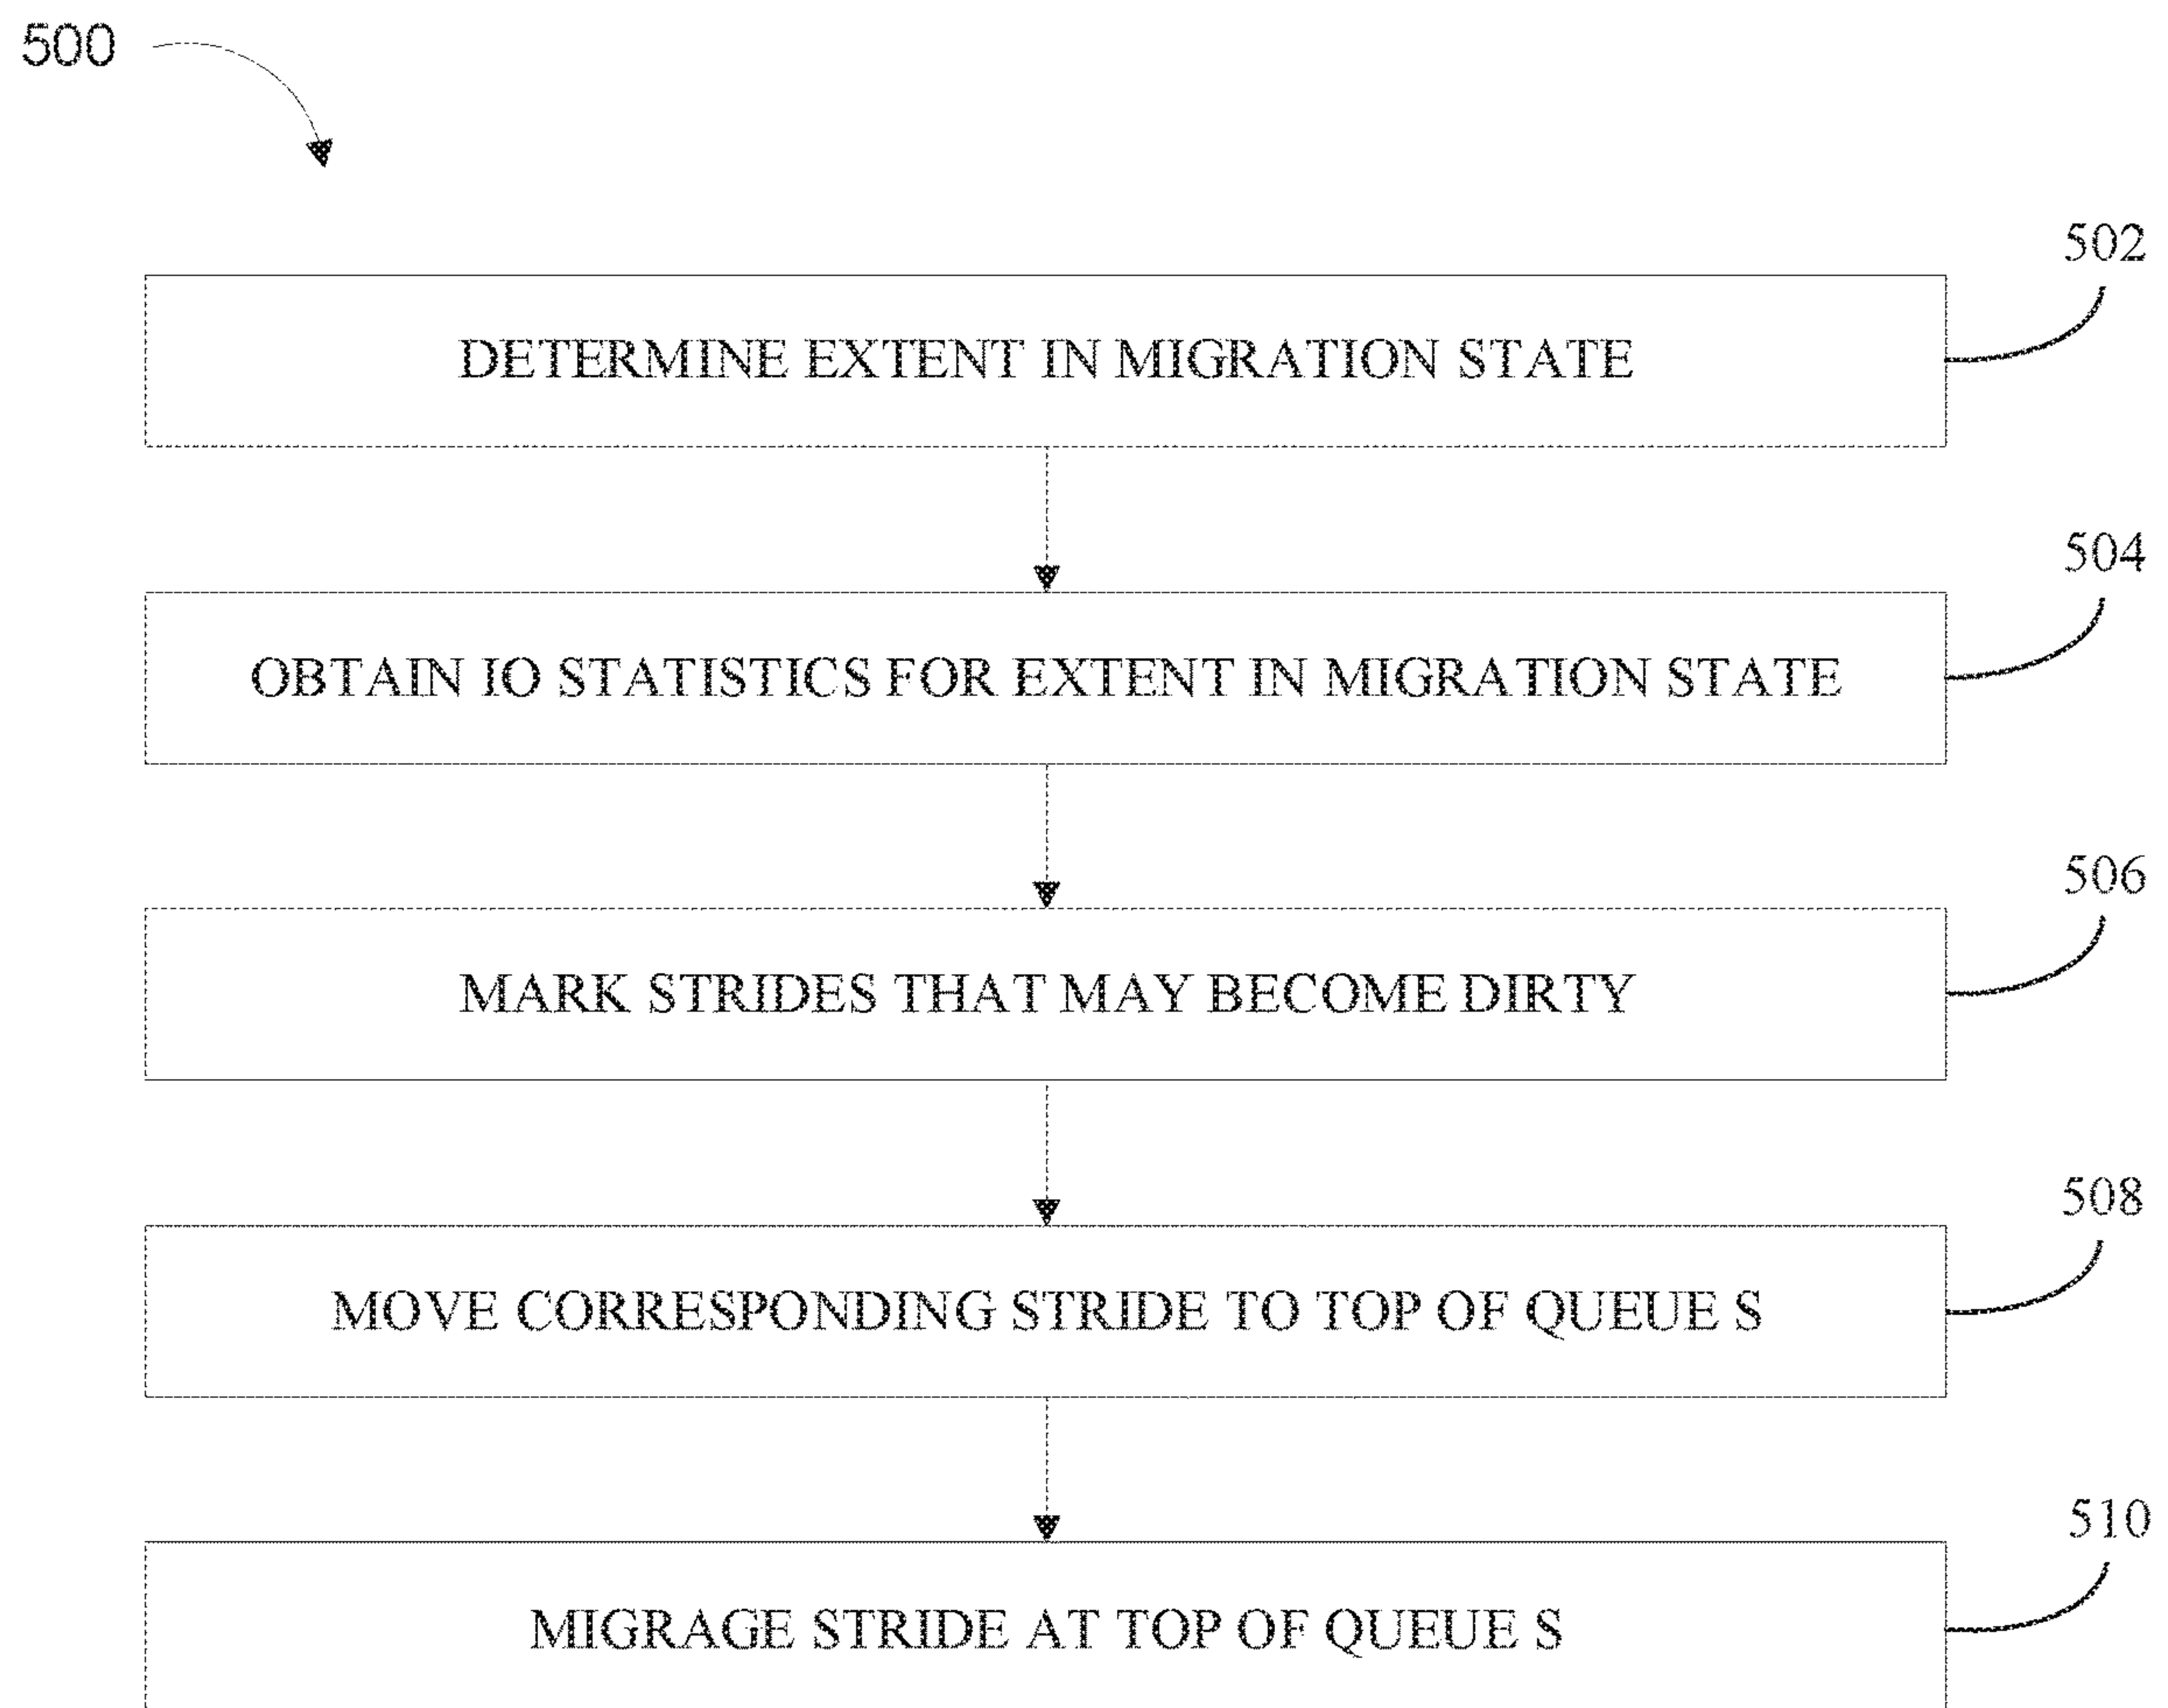 500
502
DETERMINE EXTENT IN MIGRATION STATE
504
OBTAIN IO STATISTICS FOR EXTENT IN MIGRATION STATE
506
MARK STRIDES THAT MAY BECOME DIRTY
508
MOVE CORRESPONDING STRIDE TO TOP OF QUEUE S
510
MIGRAGE STRIDE AT TOP OF QUEUE S